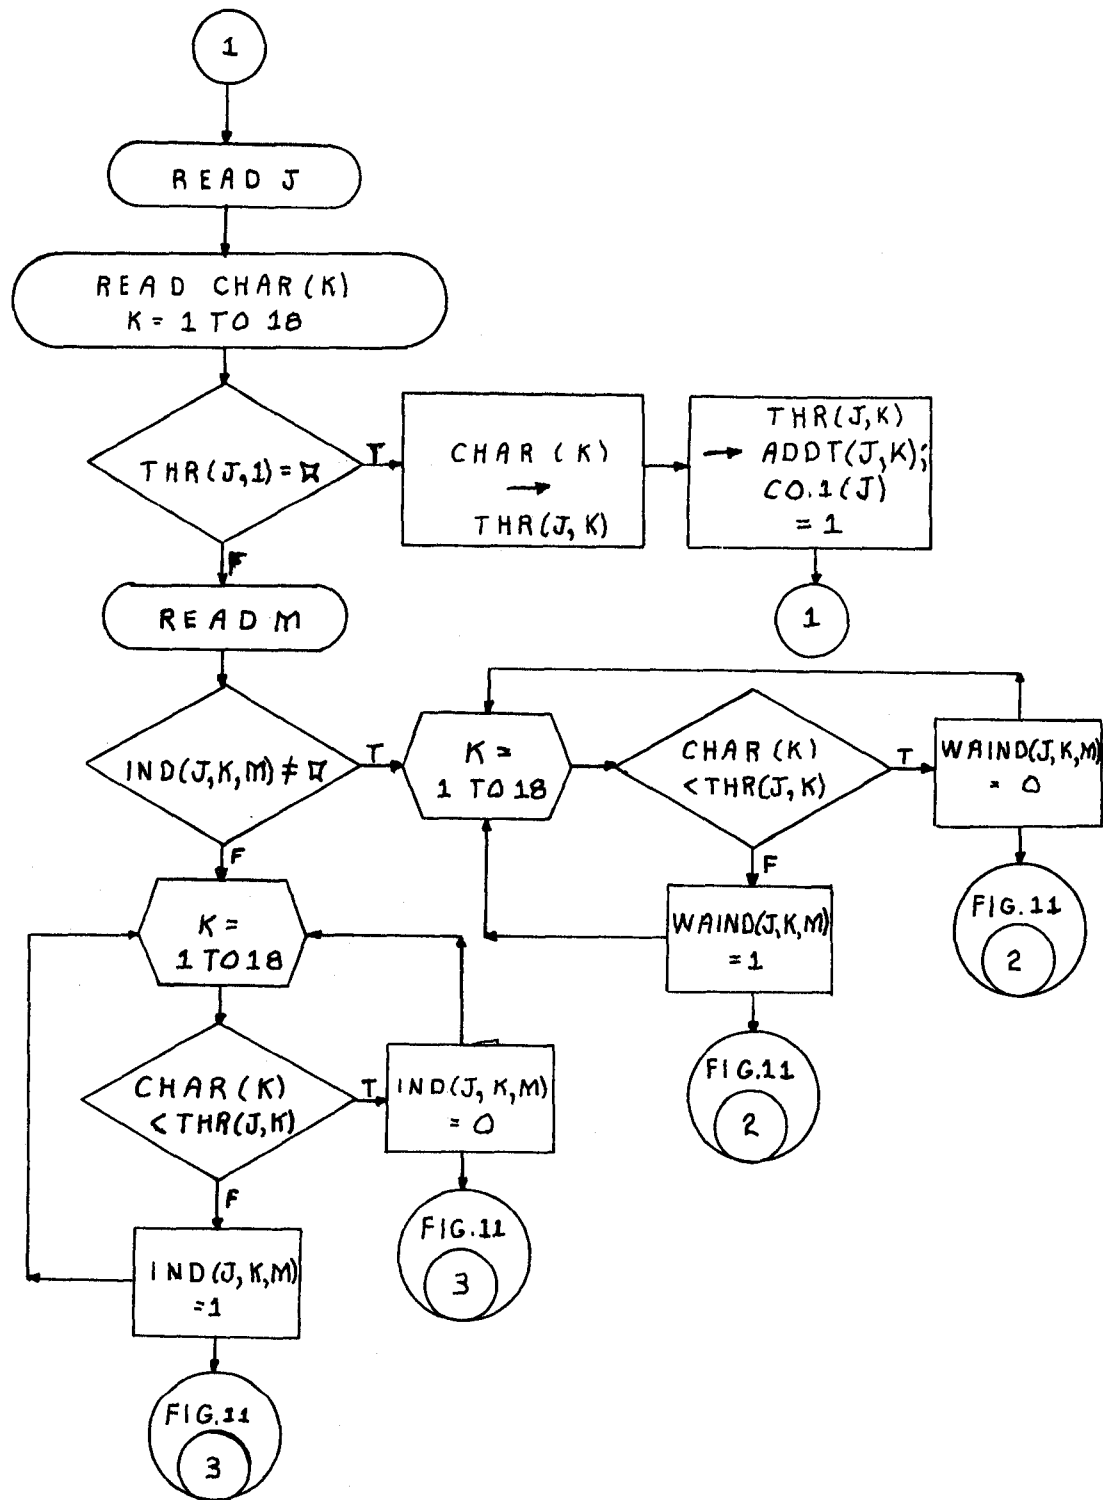 1
READ J
READ CHAR(K)
K = 1 TO 18
THR(J,1) = ¤
T
CHAR (K)
→
THR(J,K)
THR(J,K)
→ ADDT(J,K);
CO.1(J)
= 1
F
1
READ M
IND(J,K,M) ≠ ¤
T
K =
1 TO 18
CHAR (K)
< THR(J,K)
T
WAIND(J,K,M)
= 0
F
F
FIG.11
2
WAIND(J,K,M)
= 1
K =
1 TO 18
FIG.11
2
CHAR (K)
< THR(J,K)
T
IND(J,K,M)
= 0
F
FIG.11
3
IND(J,K,M)
=1
FIG.11
3